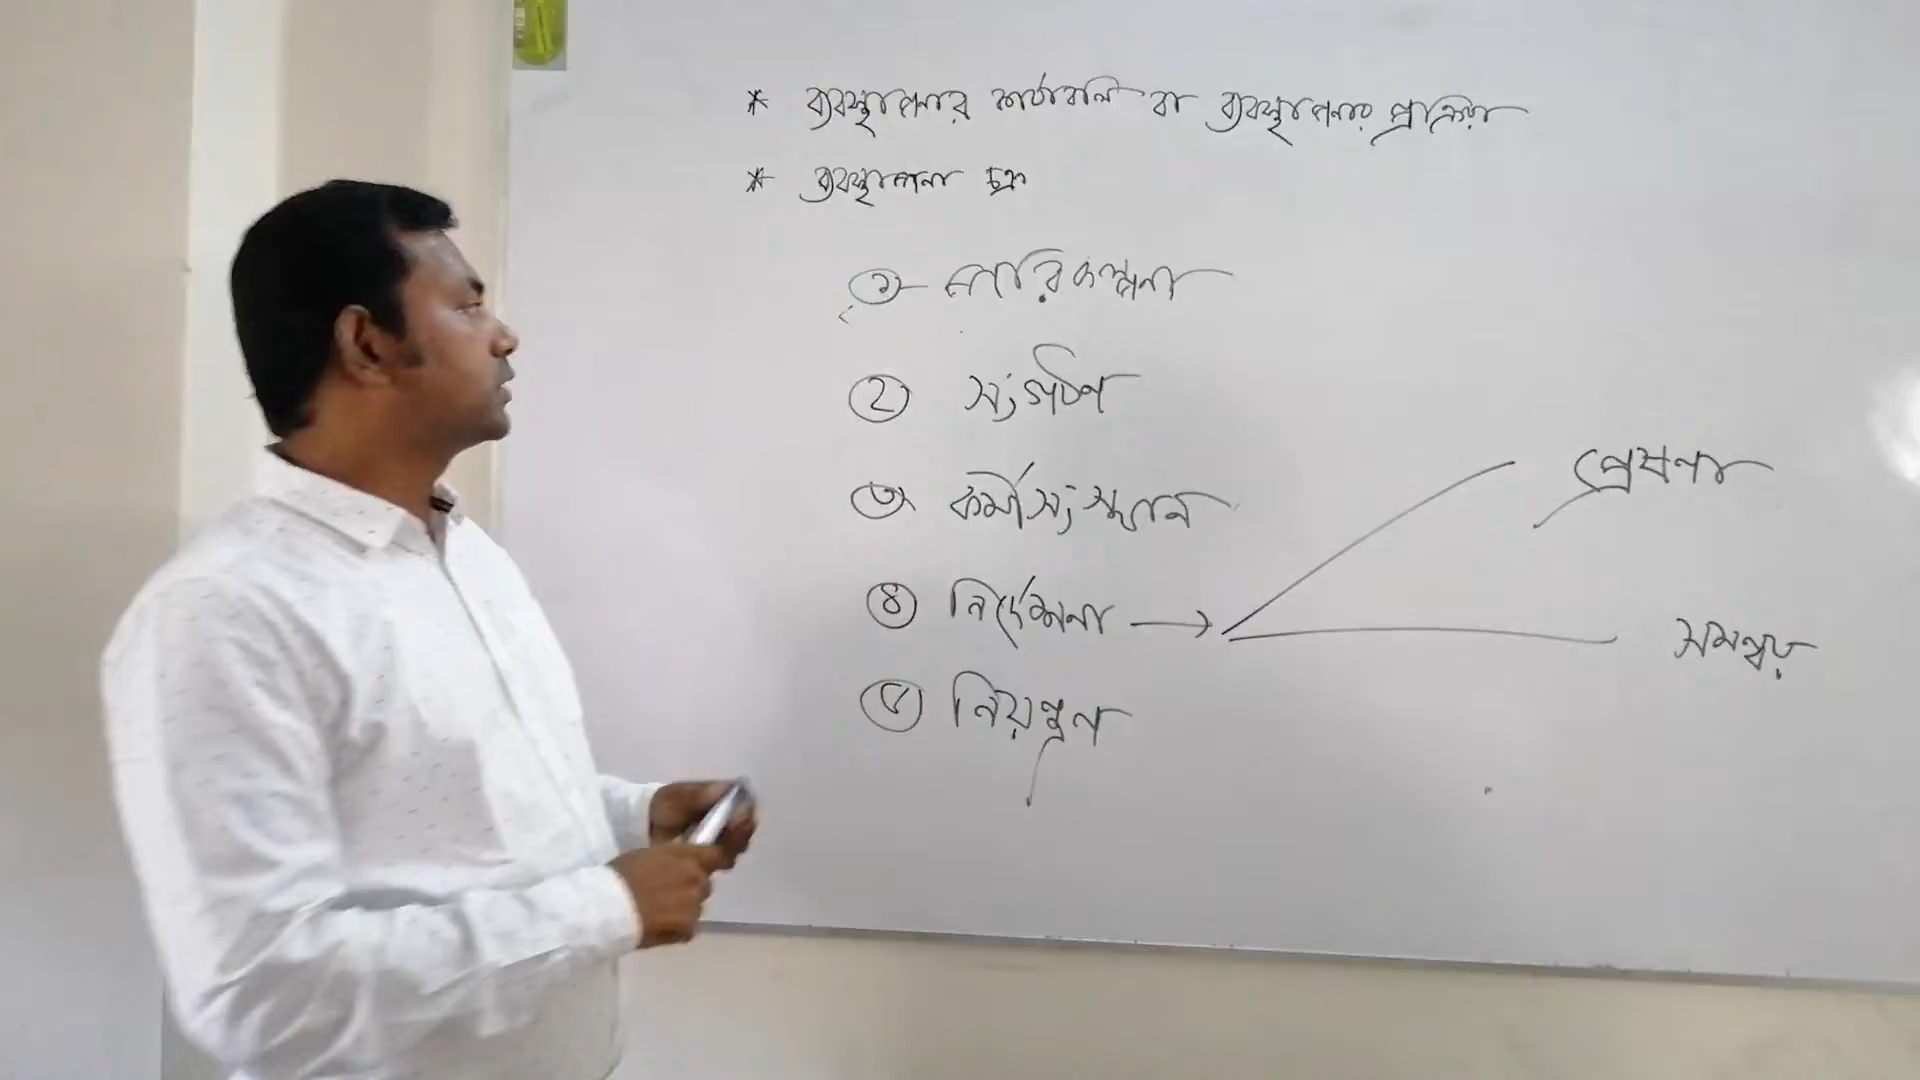 * ব্যবস্থাপনার কার্যাবলি বা ব্যবস্থাপনার প্রক্রিয়া
* ব্যবস্থাপনা চক্র
১ পরিকল্পনা
২ সংগঠন
৩ কর্মীসংস্থান
৪ নির্দেশনা →
প্রেষণা
সমন্বয়
৫ নিয়ন্ত্রণ